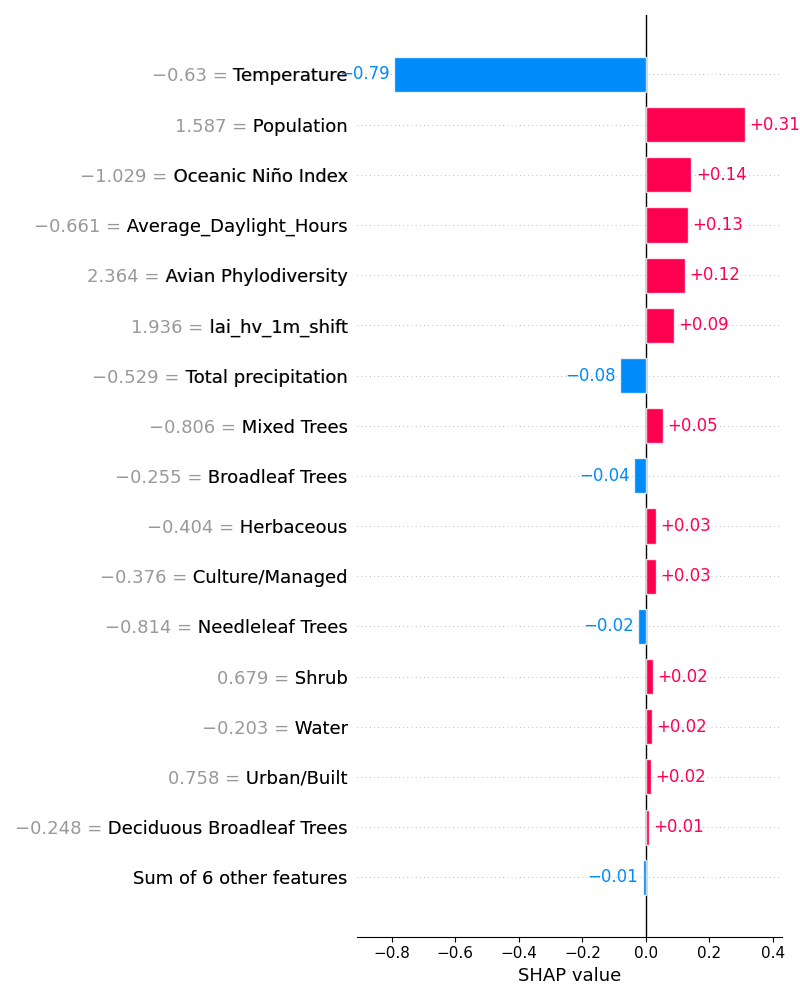 −0.63 = Temperature −0.79
1.587 = Population +0.31
−1.029 = Oceanic Niño Index +0.14
−0.661 = Average_Daylight_Hours +0.13
2.364 = Avian Phylodiversity +0.12
1.936 = lai_hv_1m_shift +0.09
−0.529 = Total precipitation −0.08
−0.806 = Mixed Trees +0.05
−0.255 = Broadleaf Trees −0.04
−0.404 = Herbaceous +0.03
−0.376 = Culture/Managed +0.03
−0.814 = Needleleaf Trees −0.02
0.679 = Shrub +0.02
−0.203 = Water +0.02
0.758 = Urban/Built +0.02
−0.248 = Deciduous Broadleaf Trees +0.01
Sum of 6 other features −0.01
−0.8 −0.6 −0.4 −0.2 0.0 0.2 0.4
SHAP value